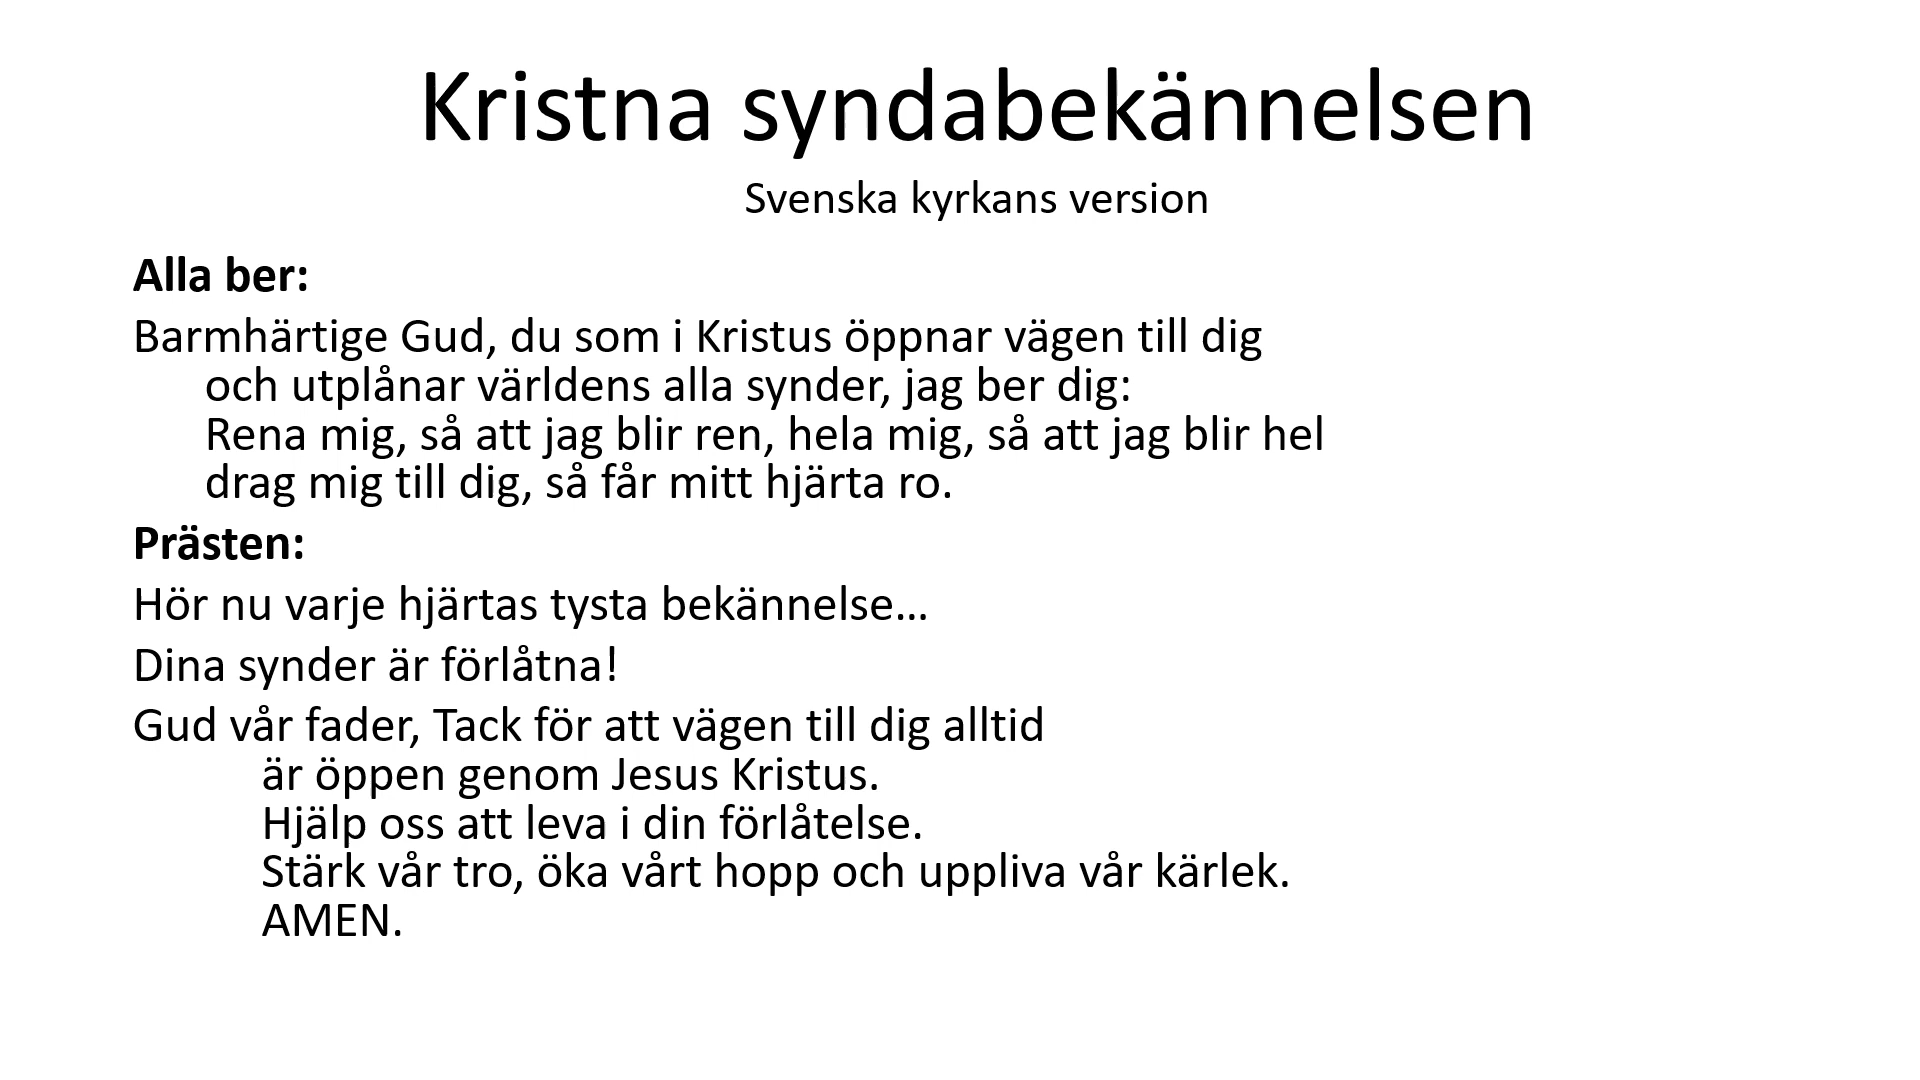 Kristna syndabekännelsen
Svenska kyrkans version
Alla ber:
Barmhärtige Gud, du som i Kristus öppnar vägen till dig
och utplånar världens alla synder, jag ber dig:
Rena mig, så att jag blir ren, hela mig, så att jag blir hel
drag mig till dig, så får mitt hjärta ro.
Prästen:
Hör nu varje hjärtas tysta bekännelse…
Dina synder är förlåtna!
Gud vår fader, Tack för att vägen till dig alltid
är öppen genom Jesus Kristus.
Hjälp oss att leva i din förlåtelse.
Stärk vår tro, öka vårt hopp och uppliva vår kärlek.
AMEN.